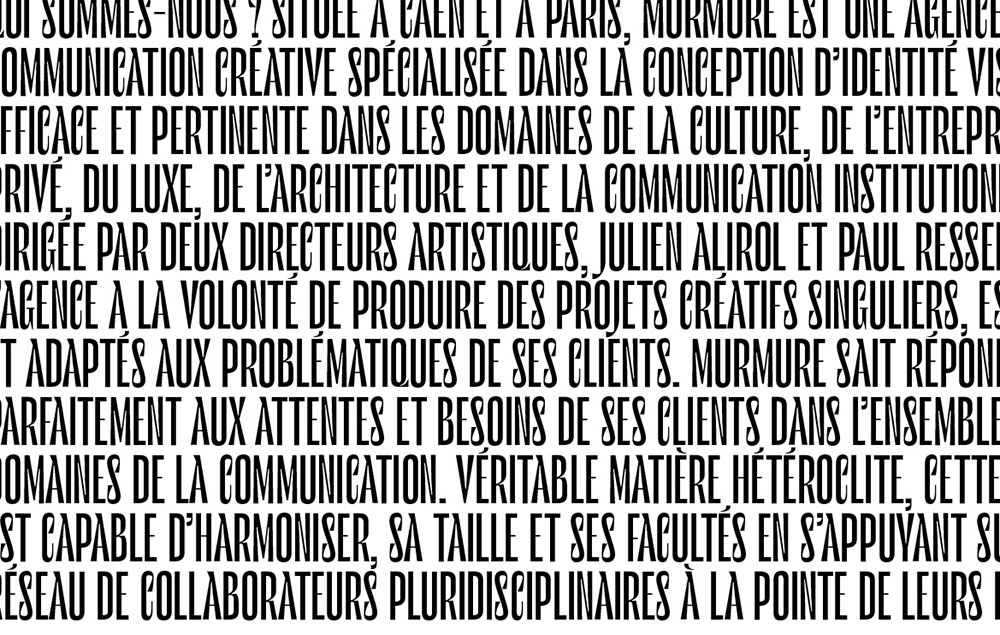 QUI SOMMES-NOUS ? SITUÉE À CAEN ET À PARIS, MURMURE EST UNE AGENCE
OMMUNICATION CRÉATIVE SPÉCIALISÉE DANS LA CONCEPTION D’IDENTITÉ VIS
FFICACE ET PERTINENTE DANS LES DOMAINES DE LA CULTURE, DE L’ENTREPR
PRIVÉ, DU LUXE, DE L’ARCHITECTURE ET DE LA COMMUNICATION INSTITUTION
DIRIGÉE PAR DEUX DIRECTEURS ARTISTIQUES, JULIEN ALIROL ET PAUL RESSE
’AGENCE A LA VOLONTÉ DE PRODUIRE DES PROJETS CRÉATIFS SINGULIERS, ES
T ADAPTÉS AUX PROBLÉMATIQUES DE SES CLIENTS. MURMURE SAIT RÉPON
PARFAITEMENT AUX ATTENTES ET BESOINS DE SES CLIENTS DANS L’ENSEMBLE
DOMAINES DE LA COMMUNICATION. VÉRITABLE MATIÈRE HÉTÉROCLITE, CETTE
ST CAPABLE D’HARMONISER, SA TAILLE ET SES FACULTÉS EN S’APPUYANT SU
RÉSEAU DE COLLABORATEURS PLURIDISCIPLINAIRES À LA POINTE DE LEURS